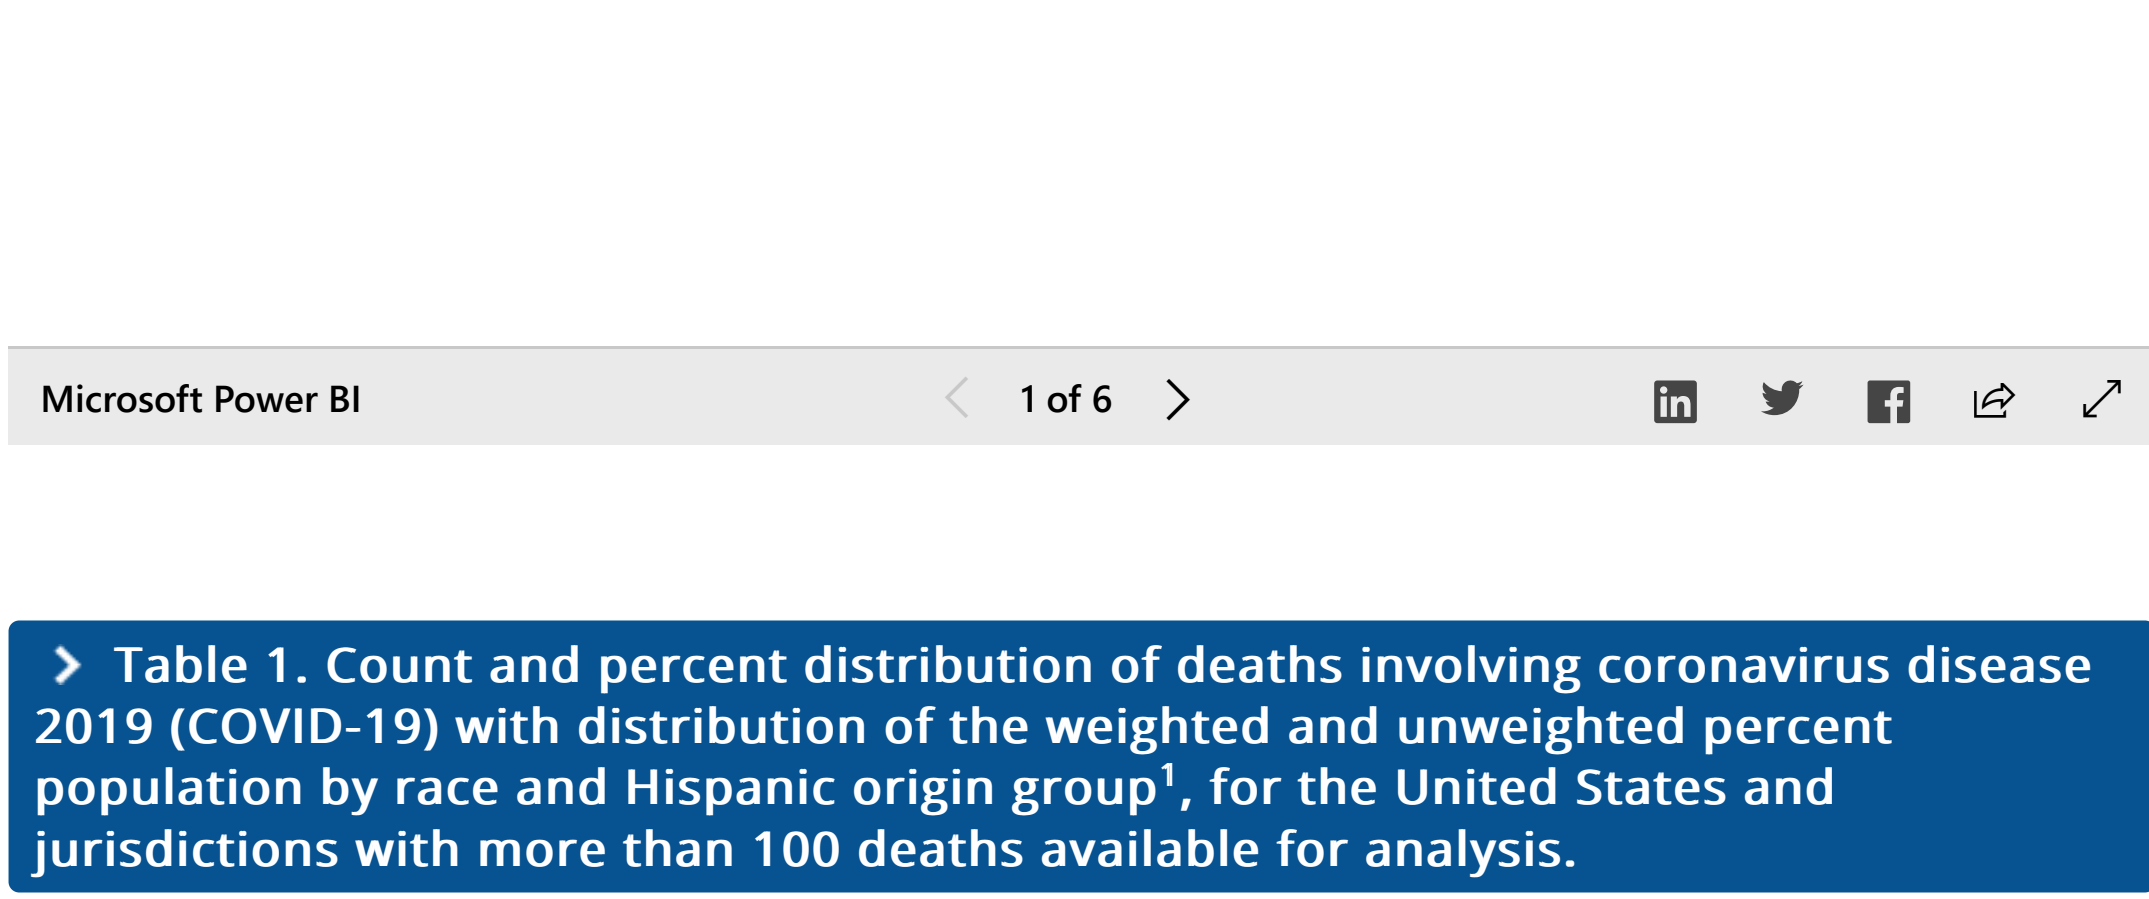 Microsoft Power BI
1 of 6
Table 1. Count and percent distribution of deaths involving coronavirus disease
2019 (COVID-19) with distribution of the weighted and unweighted percent
population by race and Hispanic origin group¹, for the United States and
jurisdictions with more than 100 deaths available for analysis.